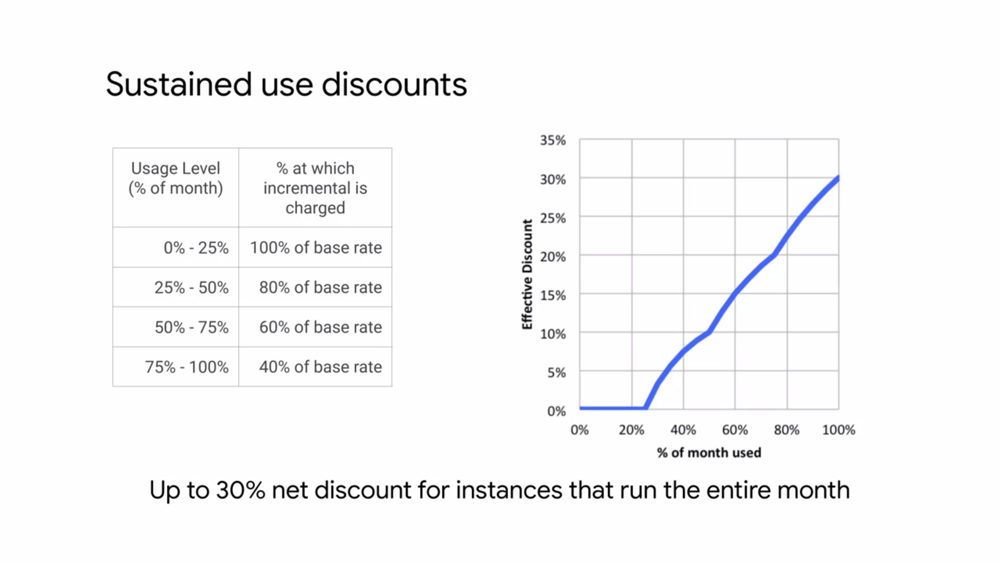 Sustained use discounts
Usage Level
(% of month)
% at which
incremental is
charged
0% - 25%
100% of base rate
25% - 50%
80% of base rate
50% - 75%
60% of base rate
75% - 100%
40% of base rate
Effective Discount
35%
30%
25%
20%
15%
10%
5%
0%
0% 20% 40% 60% 80% 100%
% of month used
Up to 30% net discount for instances that run the entire month